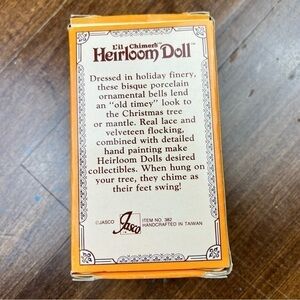 L'il Chimers™
Heirloom Doll™
Dressed in holiday finery,
these bisque porcelain
ornamental bells lend
an "old timey" look to
the Christmas tree
or mantle. Real lace and
velveteen flocking,
combined with detailed
hand painting make
Heirloom Dolls desired
collectibles. When hung on
your tree, they chime as
their feet swing!
©JASCO
Jasco
ITEM NO. 382
HANDCRAFTED IN TAIWAN